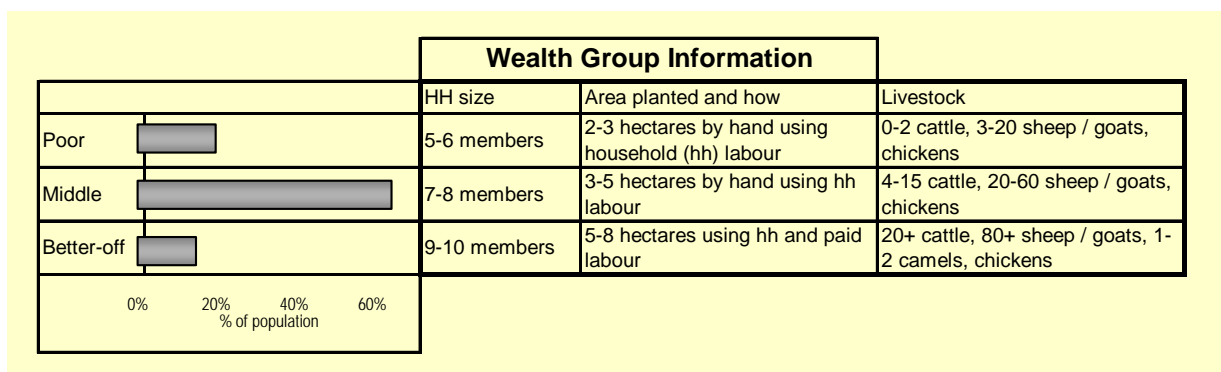 Wealth Group Information
HH size
Area planted and how
Livestock
Poor
5-6 members
2-3 hectares by hand using
household (hh) labour
0-2 cattle, 3-20 sheep / goats,
chickens
Middle
7-8 members
3-5 hectares by hand using hh
labour
4-15 cattle, 20-60 sheep / goats,
chickens
Better-off
9-10 members
5-8 hectares using hh and paid
labour
20+ cattle, 80+ sheep / goats, 1-
2 camels, chickens
0% 20% 40% 60%
% of population